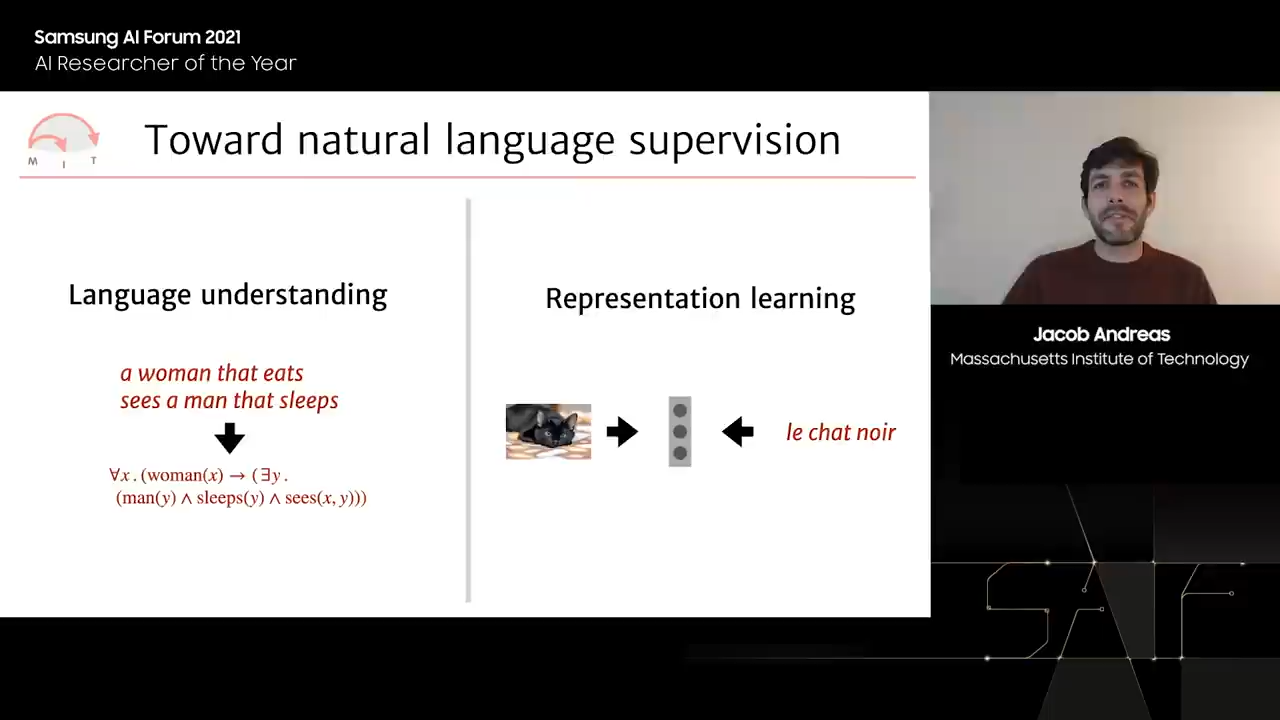 Samsung AI Forum 2021
AI Researcher of the Year
M I T
Toward natural language supervision
Language understanding
a woman that eats
sees a man that sleeps
∀x . (woman(x) → (∃y .
(man(y) ∧ sleeps(y) ∧ sees(x, y)))
Representation learning
le chat noir
Jacob Andreas
Massachusetts Institute of Technology
SAIF